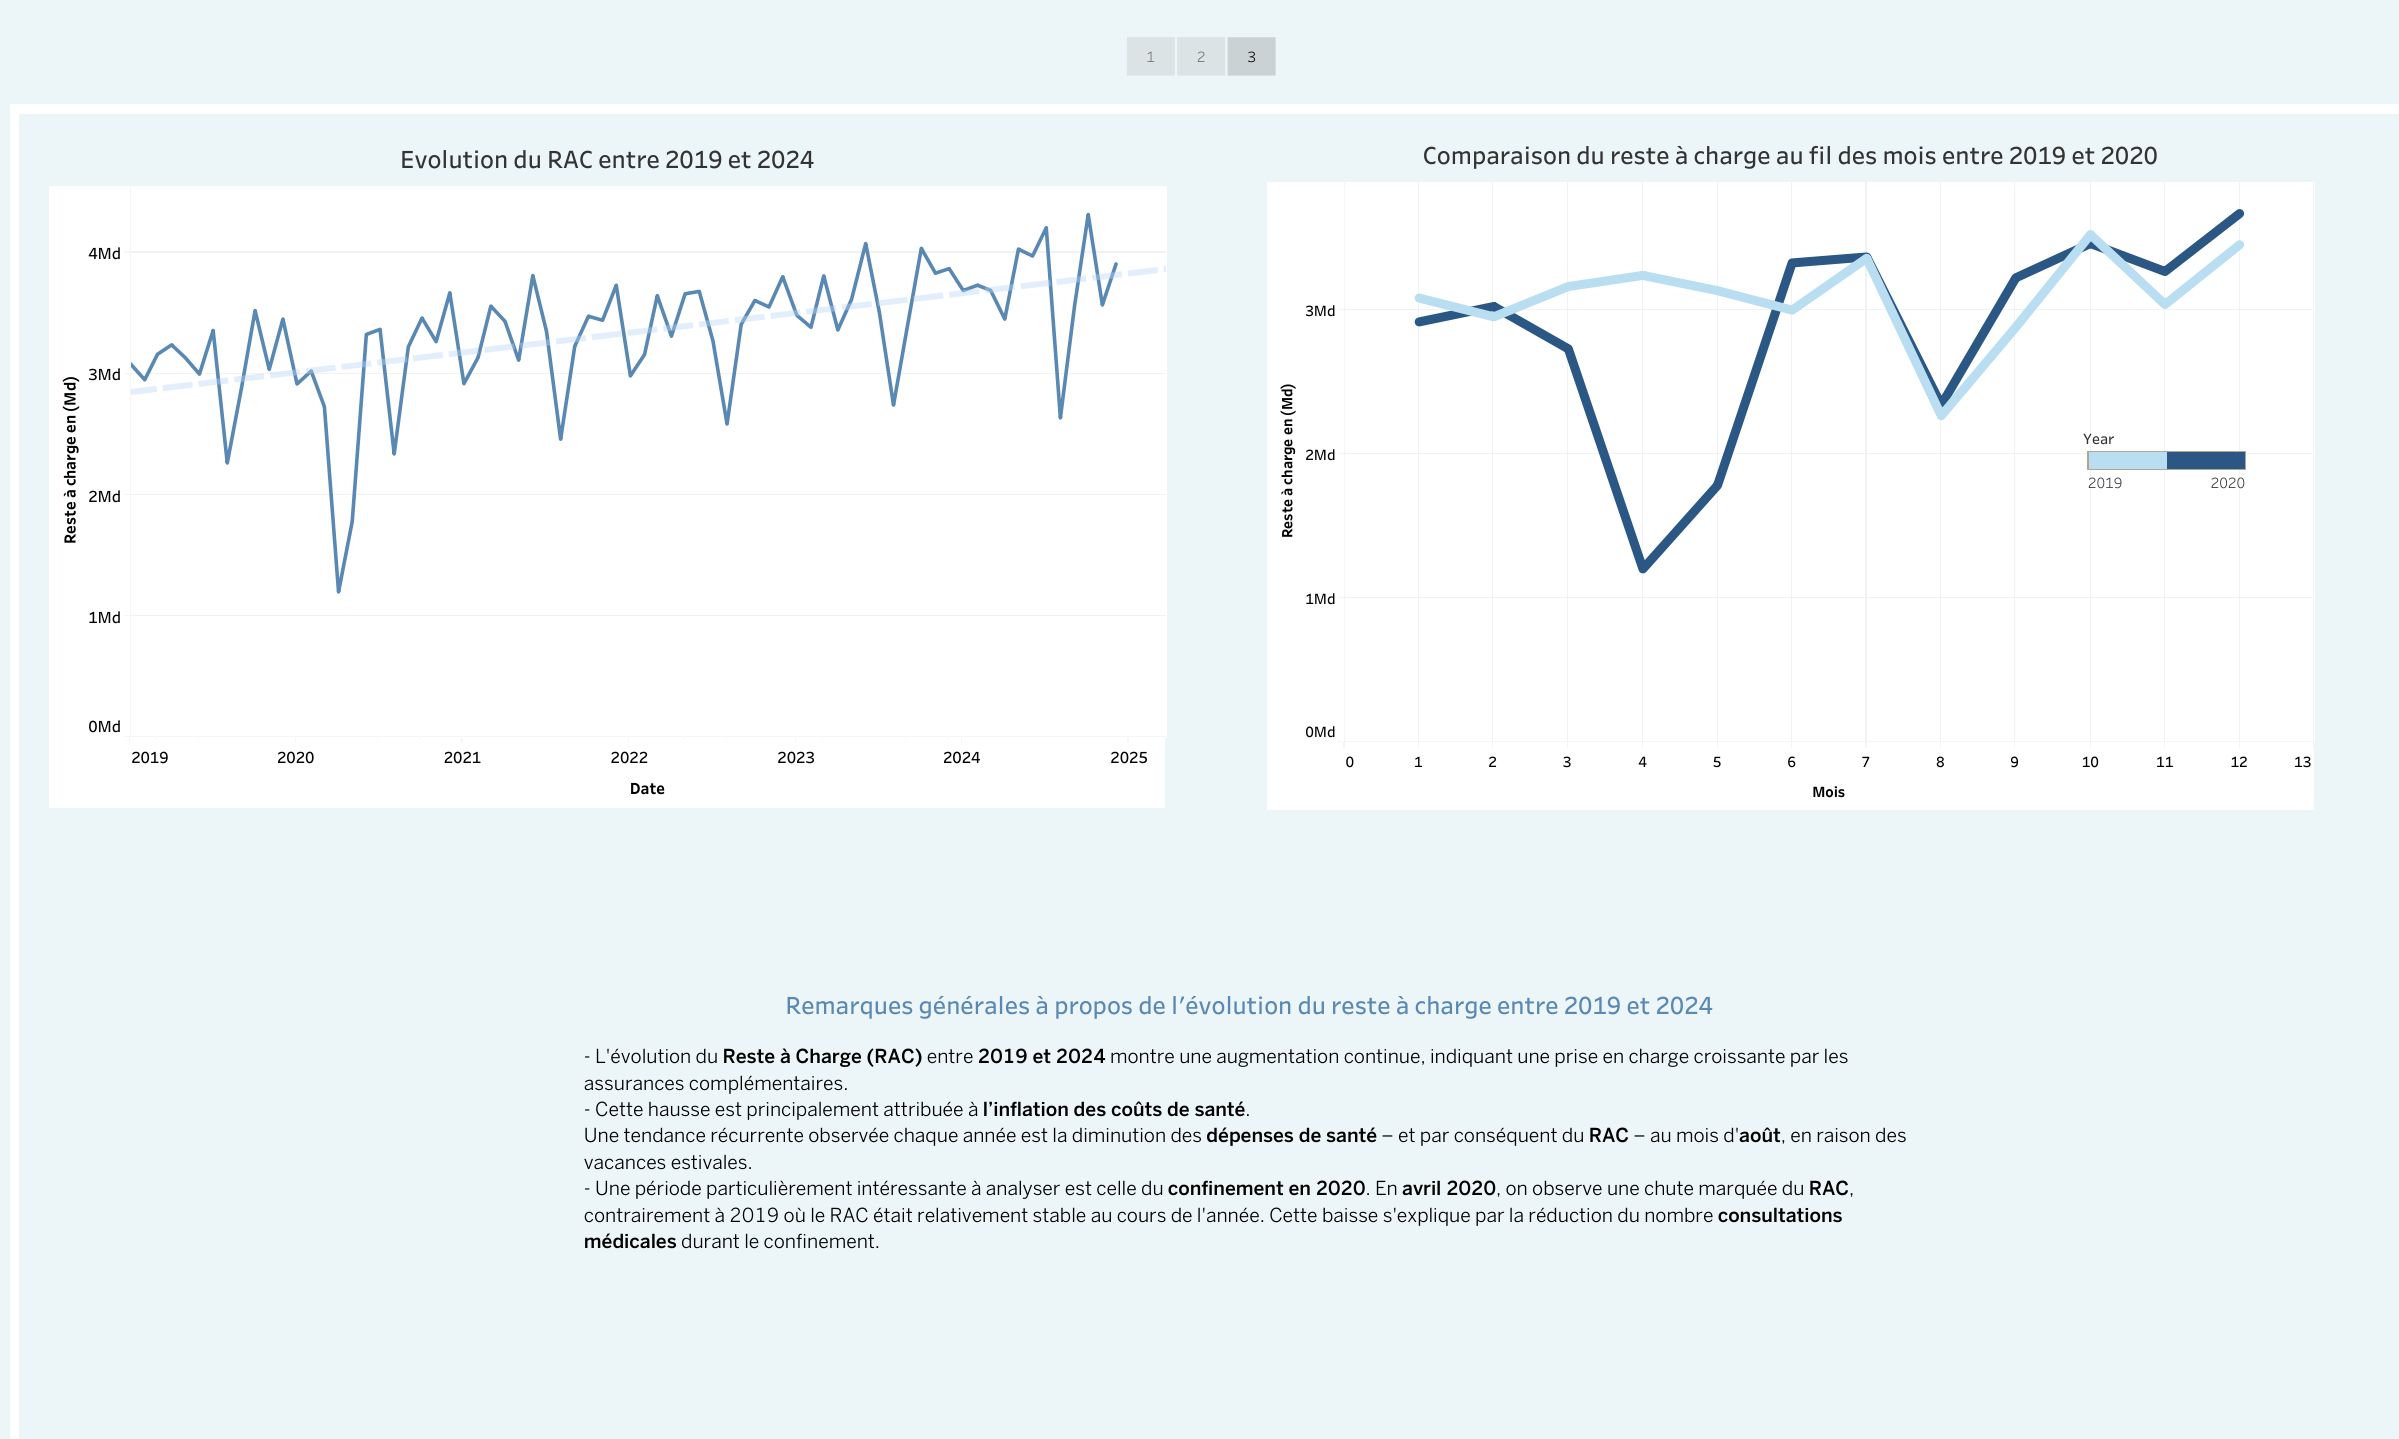 1 2 3
Evolution du RAC entre 2019 et 2024
4Md
3Md
2Md
1Md
0Md
Reste à charge en (Md)
2019 2020 2021 2022 2023 2024 2025
Date
Comparaison du reste à charge au fil des mois entre 2019 et 2020
3Md
2Md
1Md
0Md
Reste à charge en (Md)
Year
2019 2020
0 1 2 3 4 5 6 7 8 9 10 11 12 13
Mois
Remarques générales à propos de l'évolution du reste à charge entre 2019 et 2024
- L'évolution du Reste à Charge (RAC) entre 2019 et 2024 montre une augmentation continue, indiquant une prise en charge croissante par les
assurances complémentaires.
- Cette hausse est principalement attribuée à l’inflation des coûts de santé.
Une tendance récurrente observée chaque année est la diminution des dépenses de santé – et par conséquent du RAC – au mois d'août, en raison des
vacances estivales.
- Une période particulièrement intéressante à analyser est celle du confinement en 2020. En avril 2020, on observe une chute marquée du RAC,
contrairement à 2019 où le RAC était relativement stable au cours de l'année. Cette baisse s'explique par la réduction du nombre consultations
médicales durant le confinement.